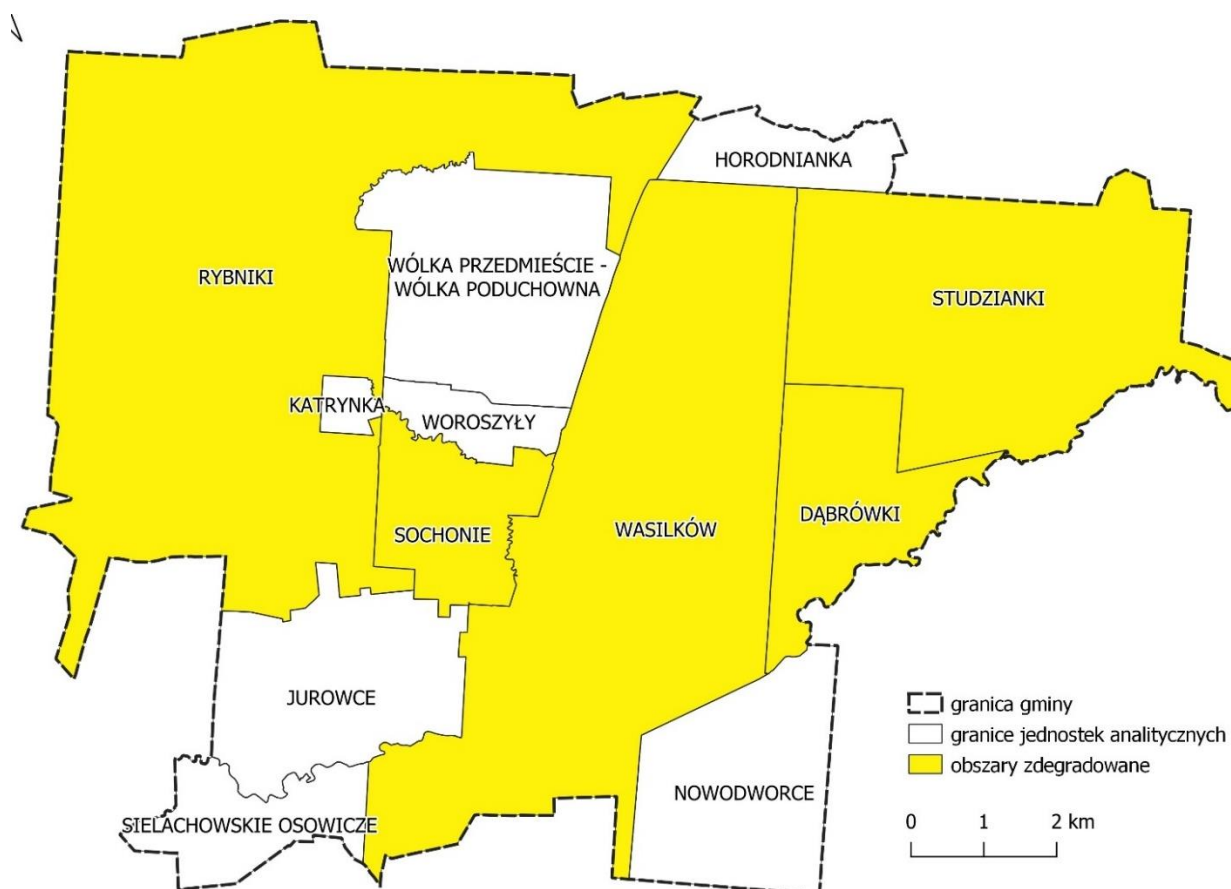 HORODNIANKA
WÓLKA PRZEDMIEŚCIE -
WÓLKA PODUCHOWNA
RYBNIKI
STUDZIANKI
KATRYNKA
WOROSZYŁY
SOCHONIE
WASILKÓW
DĄBRÓWKI
JUROWCE
NOWODWORCE
SIELACHOWSKIE OSOWICZE
granica gminy
granice jednostek analitycznych
obszary zdegradowane
0 1 2 km